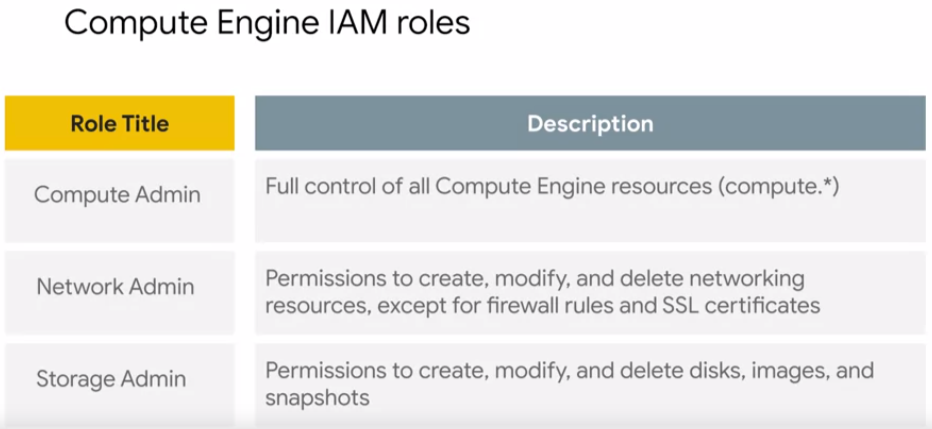 Compute Engine IAM roles
Role Title
Description
Compute Admin
Full control of all Compute Engine resources (compute.*)
Network Admin
Permissions to create, modify, and delete networking
resources, except for firewall rules and SSL certificates
Storage Admin
Permissions to create, modify, and delete disks, images, and
snapshots